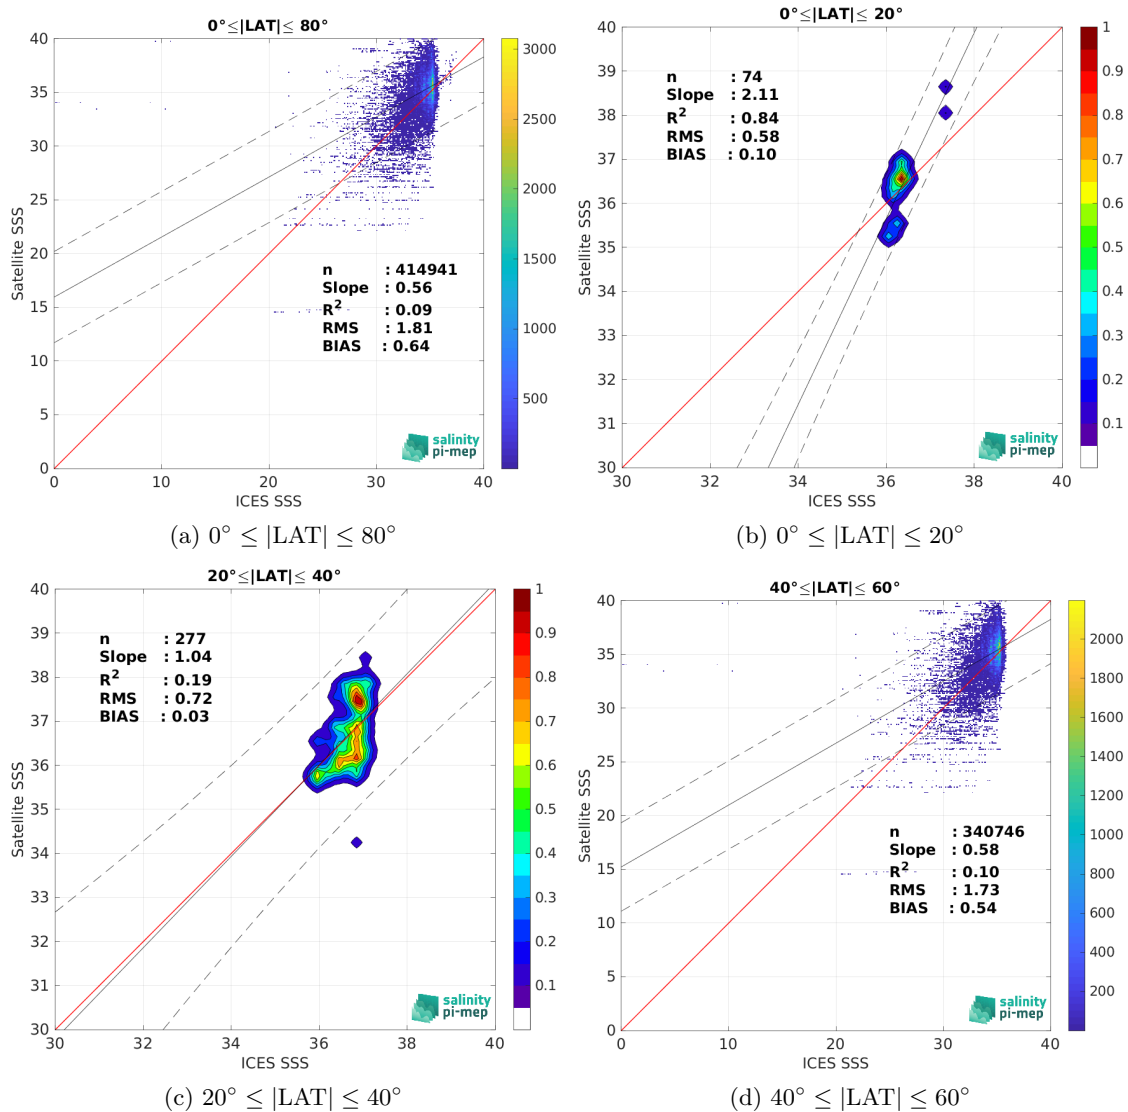 0°≤|LAT|≤ 80°
40
35
30
25
20
15
10
5
0
Satellite SSS
n : 414941
Slope : 0.56
R² : 0.09
RMS : 1.81
BIAS : 0.64
salinity
pi-mep
0 10 20 30 40
ICES SSS
3000
2500
2000
1500
1000
500
(a) 0° ≤ |LAT| ≤ 80°
0°≤|LAT|≤ 20°
40
39
38
37
36
35
34
33
32
31
30
Satellite SSS
n : 74
Slope : 2.11
R² : 0.84
RMS : 0.58
BIAS : 0.10
salinity
pi-mep
30 32 34 36 38 40
ICES SSS
1
0.9
0.8
0.7
0.6
0.5
0.4
0.3
0.2
0.1
(b) 0° ≤ |LAT| ≤ 20°
20°≤|LAT|≤ 40°
40
39
38
37
36
35
34
33
32
31
30
Satellite SSS
n : 277
Slope : 1.04
R² : 0.19
RMS : 0.72
BIAS : 0.03
salinity
pi-mep
30 32 34 36 38 40
ICES SSS
1
0.9
0.8
0.7
0.6
0.5
0.4
0.3
0.2
0.1
(c) 20° ≤ |LAT| ≤ 40°
40°≤|LAT|≤ 60°
40
35
30
25
20
15
10
5
0
Satellite SSS
n : 340746
Slope : 0.58
R² : 0.10
RMS : 1.73
BIAS : 0.54
salinity
pi-mep
0 10 20 30 40
ICES SSS
2000
1800
1600
1400
1200
1000
800
600
400
200
(d) 40° ≤ |LAT| ≤ 60°